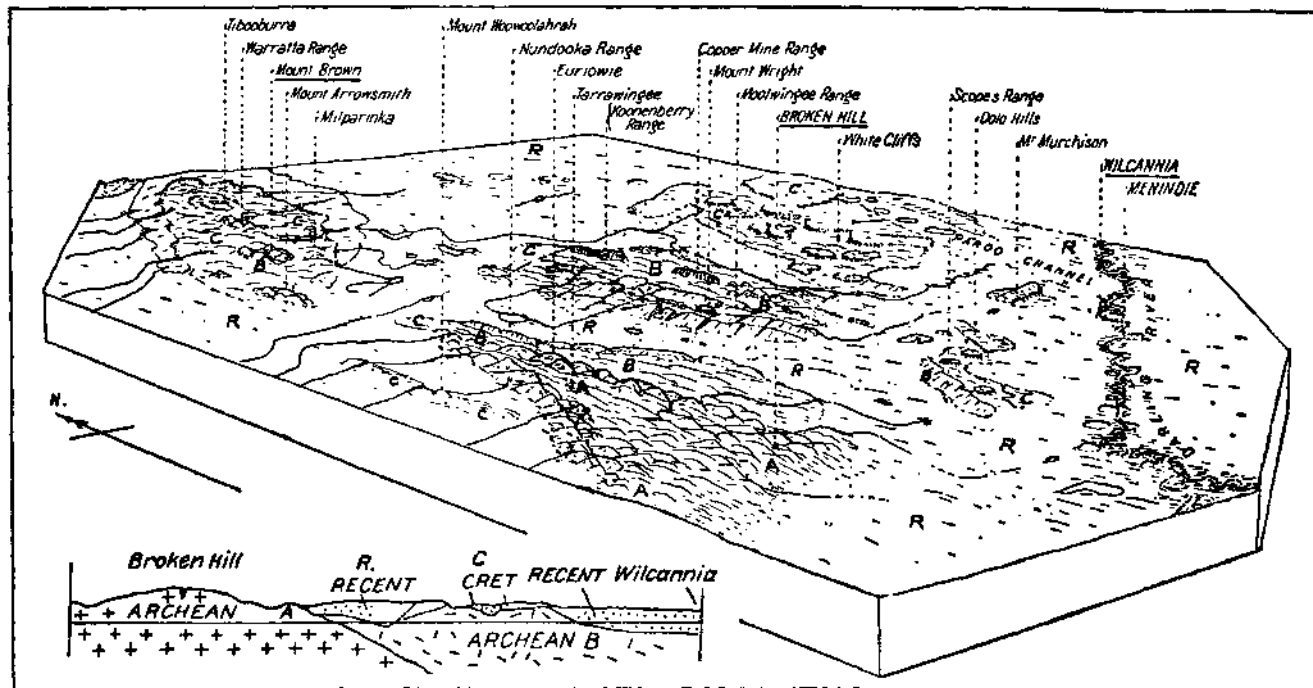 Tibooburra
Warratta Range
Mount Brown
Mount Arrowsmith
Milparinka
Mount Woowoolahrah
Nundooka Range
Euriowie
Tarrawingee
Koonenberry
Range
Copper Mine Range
Mount Wright
Mootwingee Range
BROKEN HILL
White Cliffs
Scopes Range
Dolo Hills
Mt Murchison
WILCANNIA
MENINDIE
R
C
C
C
B
R
C
B
C
B
R
C
B
R
B
A
A
A
C
C
PAROO CHANNEL
R
R
RIVER
DARLING
R
B
C
R
R
N.
Broken Hill
R.
RECENT
C
CRET
RECENT
Wilcannia
ARCHEAN
A
ARCHEAN B